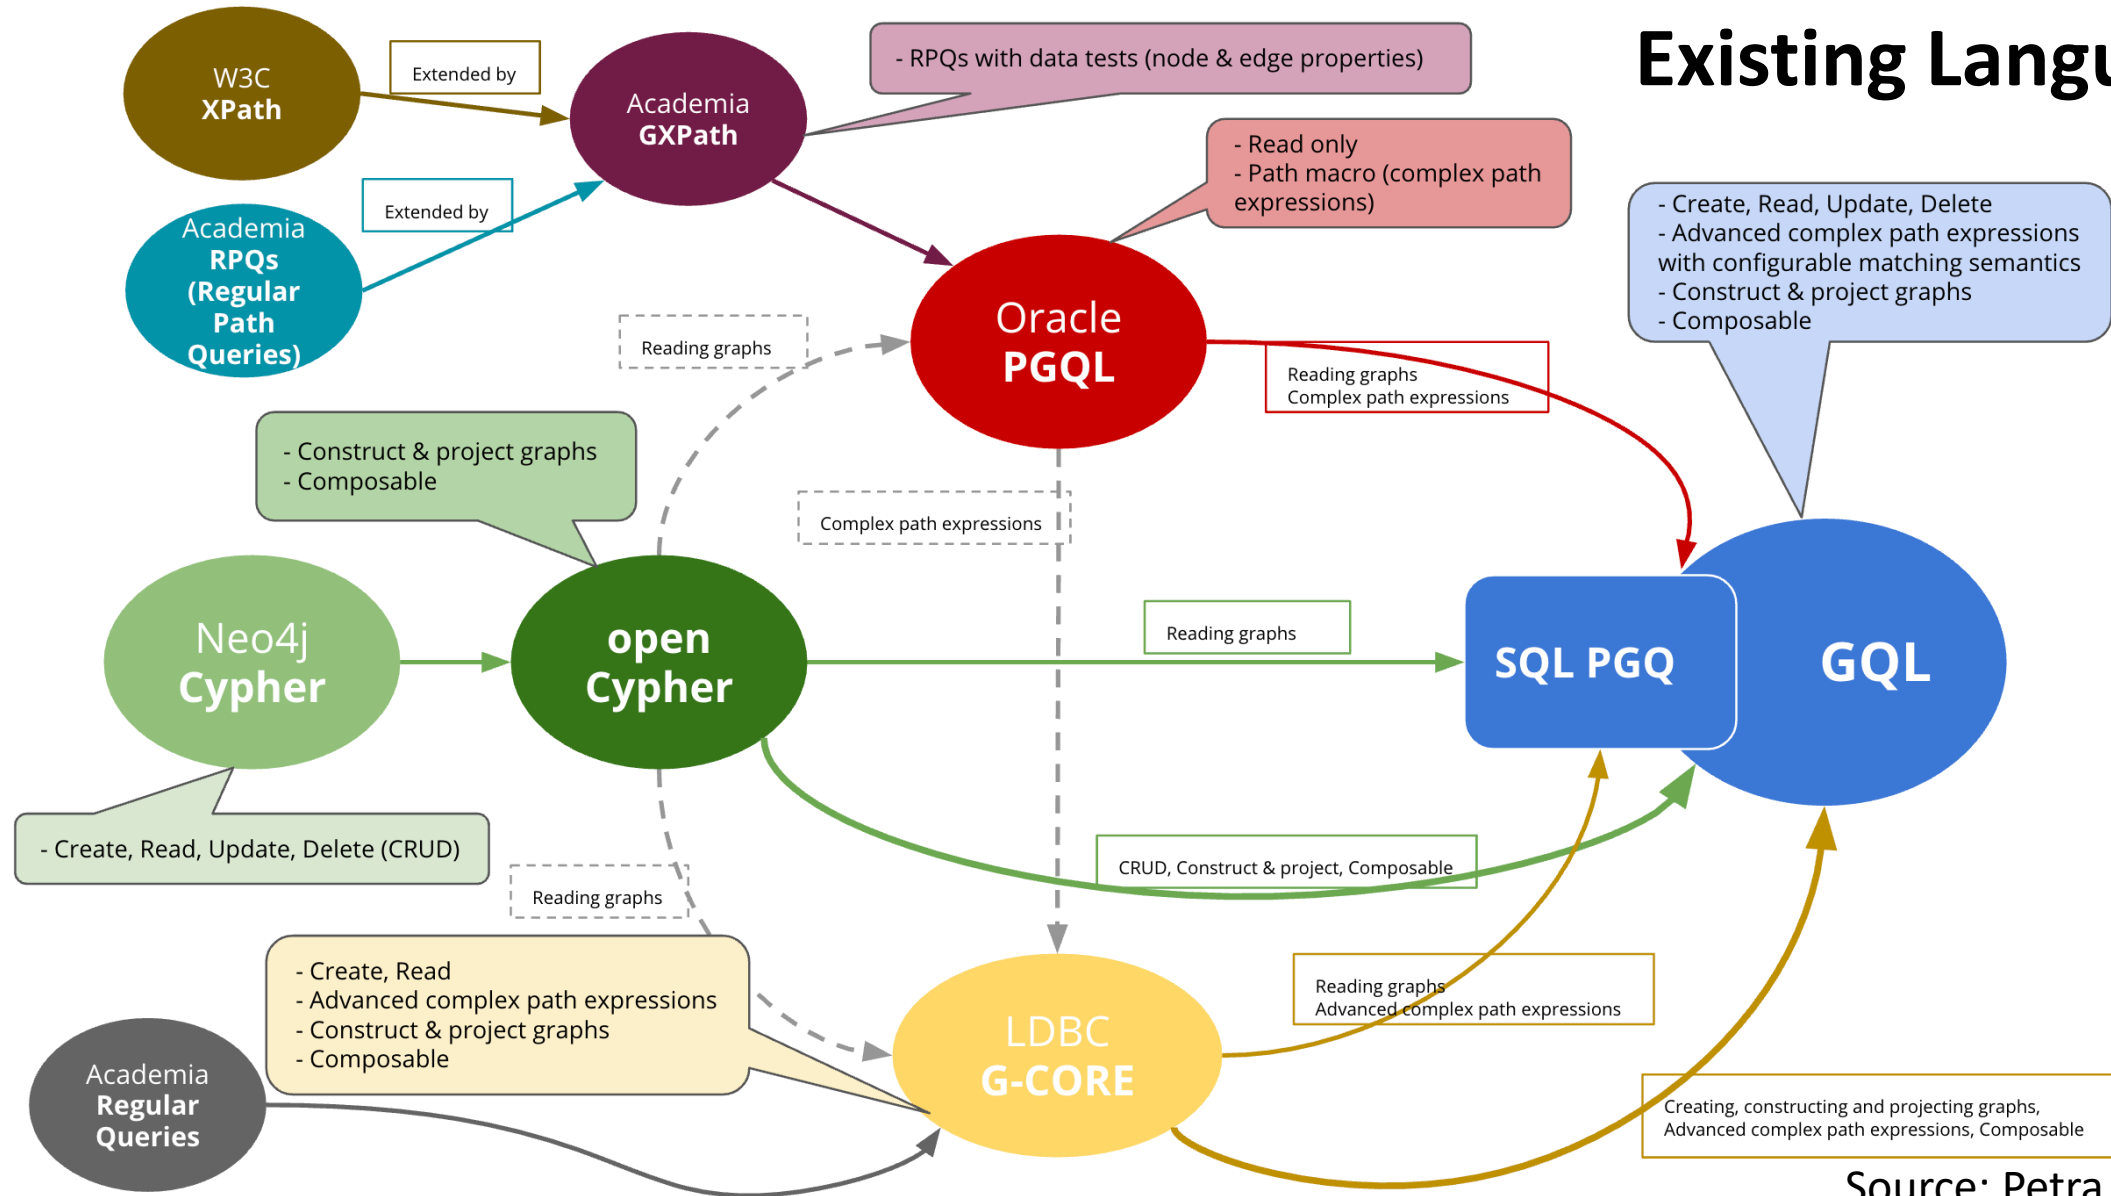 Existing Langu
W3C
XPath
Extended by
Academia
GXPath
- RPQs with data tests (node & edge properties)
- Read only
- Path macro (complex path
expressions)
Extended by
Academia
RPQs
(Regular
Path
Queries)
- Create, Read, Update, Delete
- Advanced complex path expressions
with configurable matching semantics
- Construct & project graphs
- Composable
Reading graphs
Oracle
PGQL
Reading graphs
Complex path expressions
- Construct & project graphs
- Composable
Complex path expressions
Neo4j
Cypher
open
Cypher
Reading graphs
SQL PGQ
GQL
- Create, Read, Update, Delete (CRUD)
CRUD, Construct & project, Composable
Reading graphs
- Create, Read
- Advanced complex path expressions
- Construct & project graphs
- Composable
LDBC
G-CORE
Reading graphs
Advanced complex path expressions
Academia
Regular
Queries
Creating, constructing and projecting graphs,
Advanced complex path expressions, Composable
Source: Petra